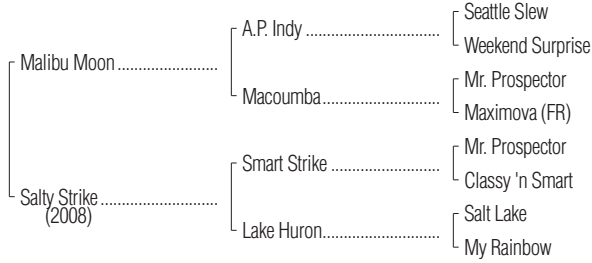 Seattle Slew
A.P. Indy ..............................
Weekend Surprise
Malibu Moon ......................
Mr. Prospector
Macoumba..........................
Maximova (FR)
Mr. Prospector
Smart Strike ........................
Classy 'n Smart
Salty Strike ..........................
(2008)
Salt Lake
Lake Huron..........................
My Rainbow